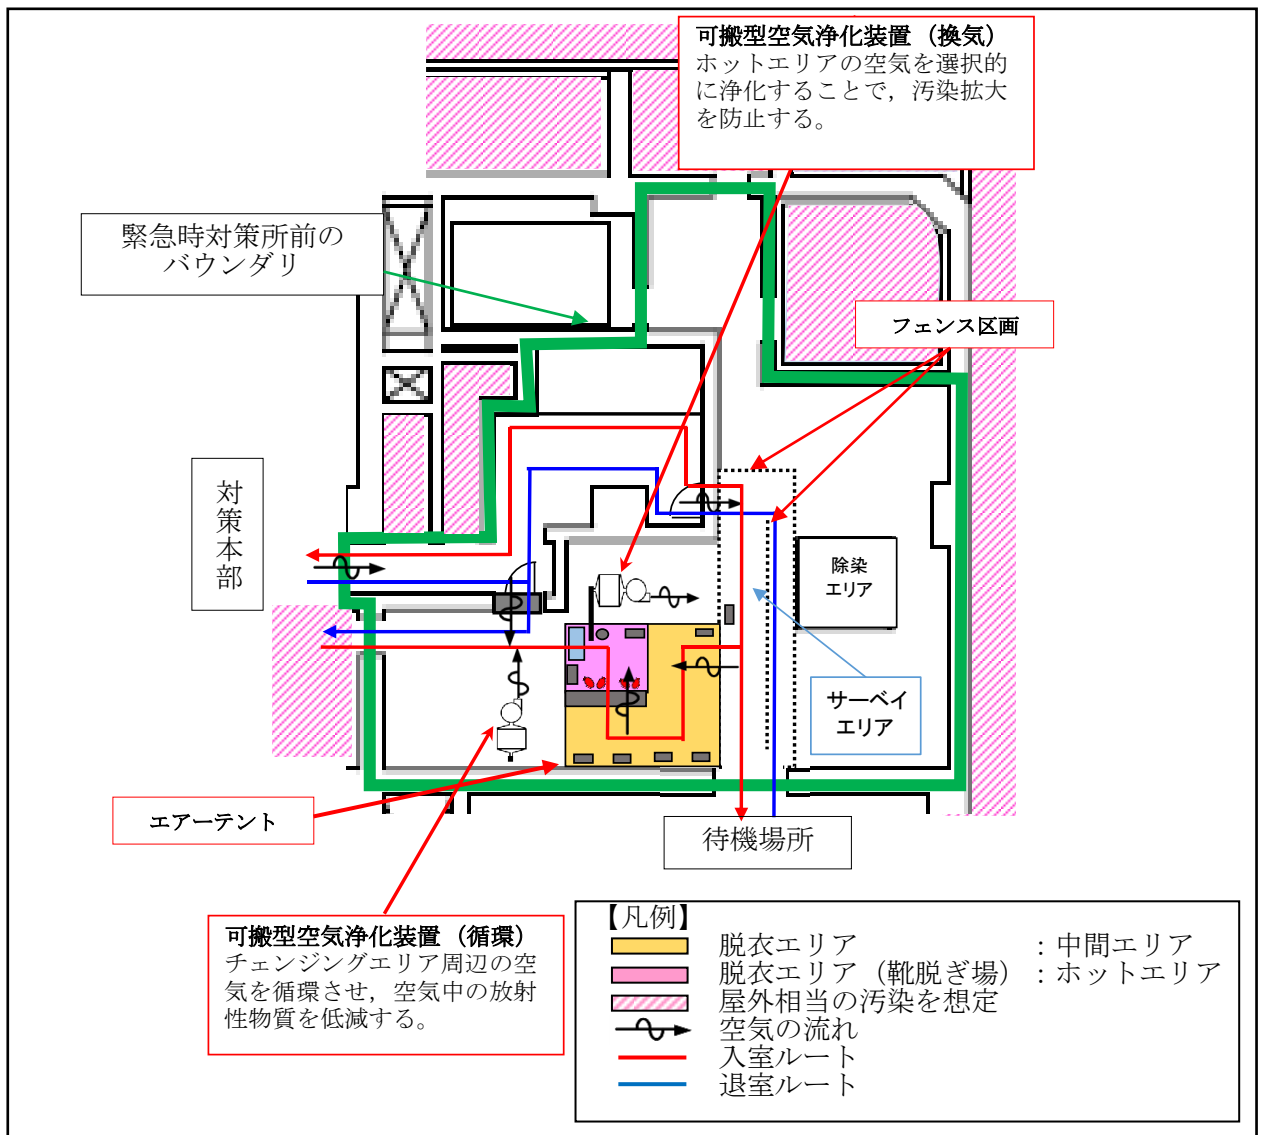 可搬型空気浄化装置（換気）
ホットエリアの空気を選択的
に浄化することで，汚染拡大
を防止する。
緊急時対策所前の
バウンダリ
フェンス区画
対策本部
除染
エリア
サーベイ
エリア
エアーテント
待機場所
可搬型空気浄化装置（循環）
チェンジングエリア周辺の空
気を循環させ，空気中の放射
性物質を低減する。
【凡例】
脱衣エリア ：中間エリア
脱衣エリア（靴脱ぎ場）：ホットエリア
屋外相当の汚染を想定
空気の流れ
入室ルート
退室ルート